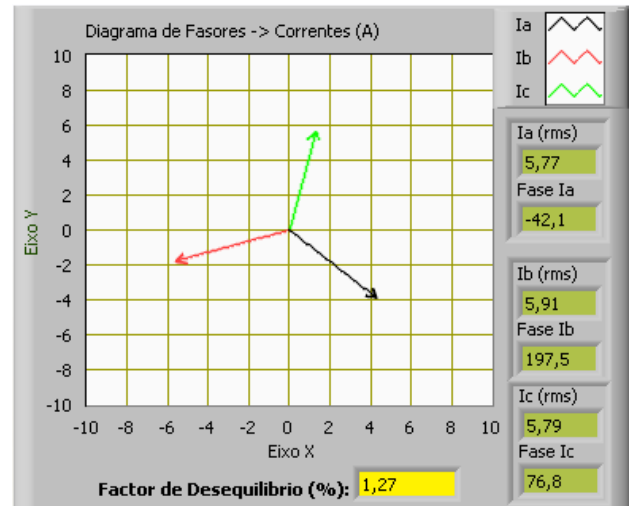 Diagrama de Fasores -> Correntes (A)
Eixo Y
10
8
6
4
2
0
-2
-4
-6
-8
-10
-10 -8 -6 -4 -2 0 2 4 6 8 10
Eixo X
Factor de Desequilibrio (%): 1,27
Ia
Ib
Ic
Ia (rms)
5,77
Fase Ia
-42,1
Ib (rms)
5,91
Fase Ib
197,5
Ic (rms)
5,79
Fase Ic
76,8